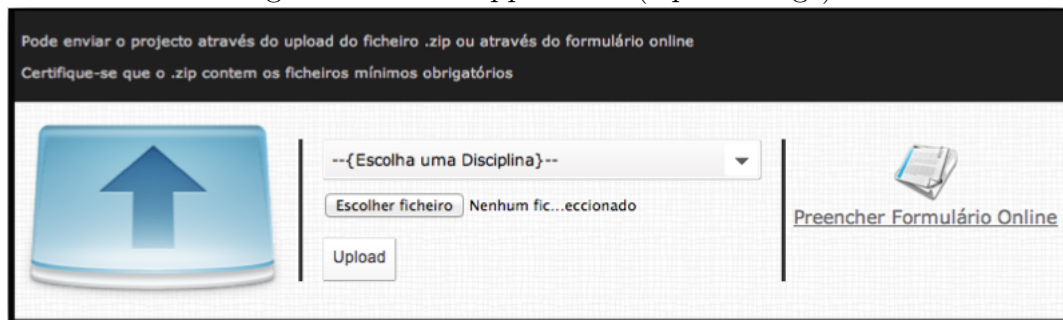 Pode enviar o projecto através do upload do ficheiro .zip ou através do formulário online
Certifique-se que o .zip contem os ficheiros mínimos obrigatórios
--{Escolha uma Disciplina}--
Escolher ficheiro Nenhum fic...eccionado
Upload
Preencher Formulário Online